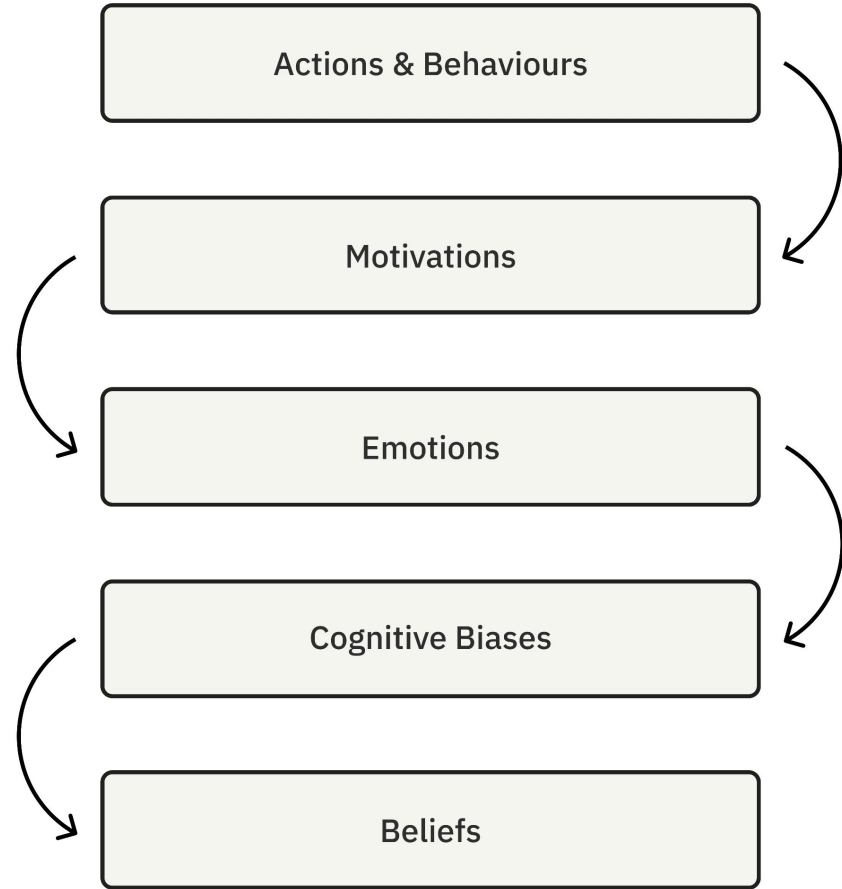 Actions & Behaviours
Motivations
Emotions
Cognitive Biases
Beliefs